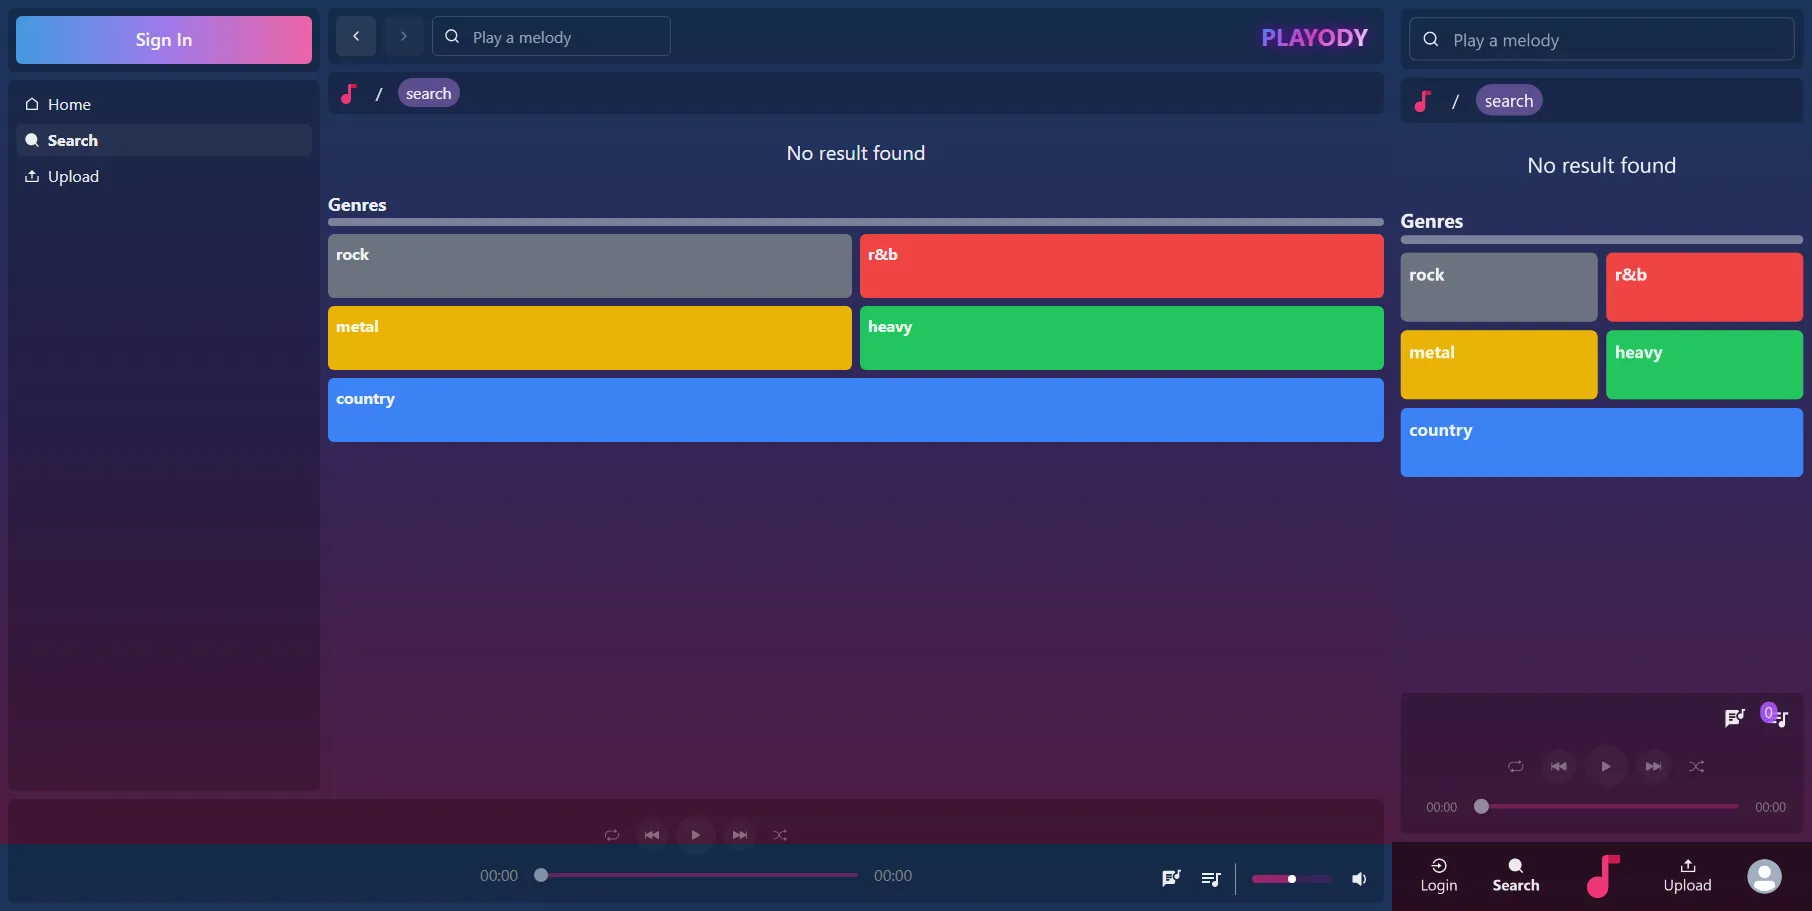 Sign In
Home
Search
Upload
Play a melody
PLAYODY
/ search
No result found
Genres
rock
r&b
metal
heavy
country
00:00
00:00
Play a melody
/ search
No result found
Genres
rock
r&b
metal
heavy
country
0
00:00
00:00
Login
Search
Upload